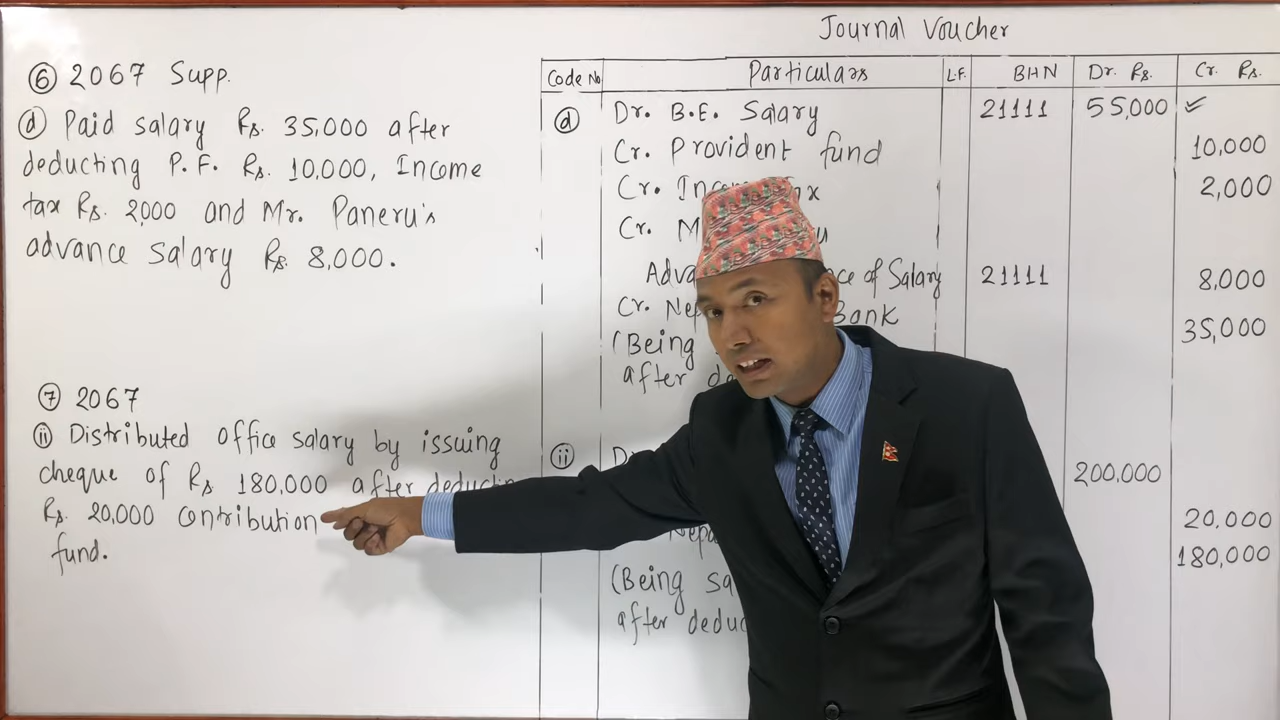 Journal Voucher
⑥ 2067 Supp.
ⓓ Paid salary Rs. 35,000 after
deducting P.F. Rs. 10,000, Income
tax Rs. 2,000 and Mr. Paneru's
advance salary Rs. 8,000.
⑦ 2067
ⓘⓘ Distributed office salary by issuing
cheque of Rs 180,000 after
Rs. 20,000 contribution
fund.
Code No Particulars L.F. BHN Dr. Rs. Cr. Rs.
ⓓ Dr. B.E. Salary 21111 55,000 ✓
Cr. Provident fund 10,000
Cr. 2,000
Cr.
of Salary 21111 8,000
Cr. Bank 35,000
(Being
after
ⓘⓘ 200,000
20,000
180,000
(Being
after